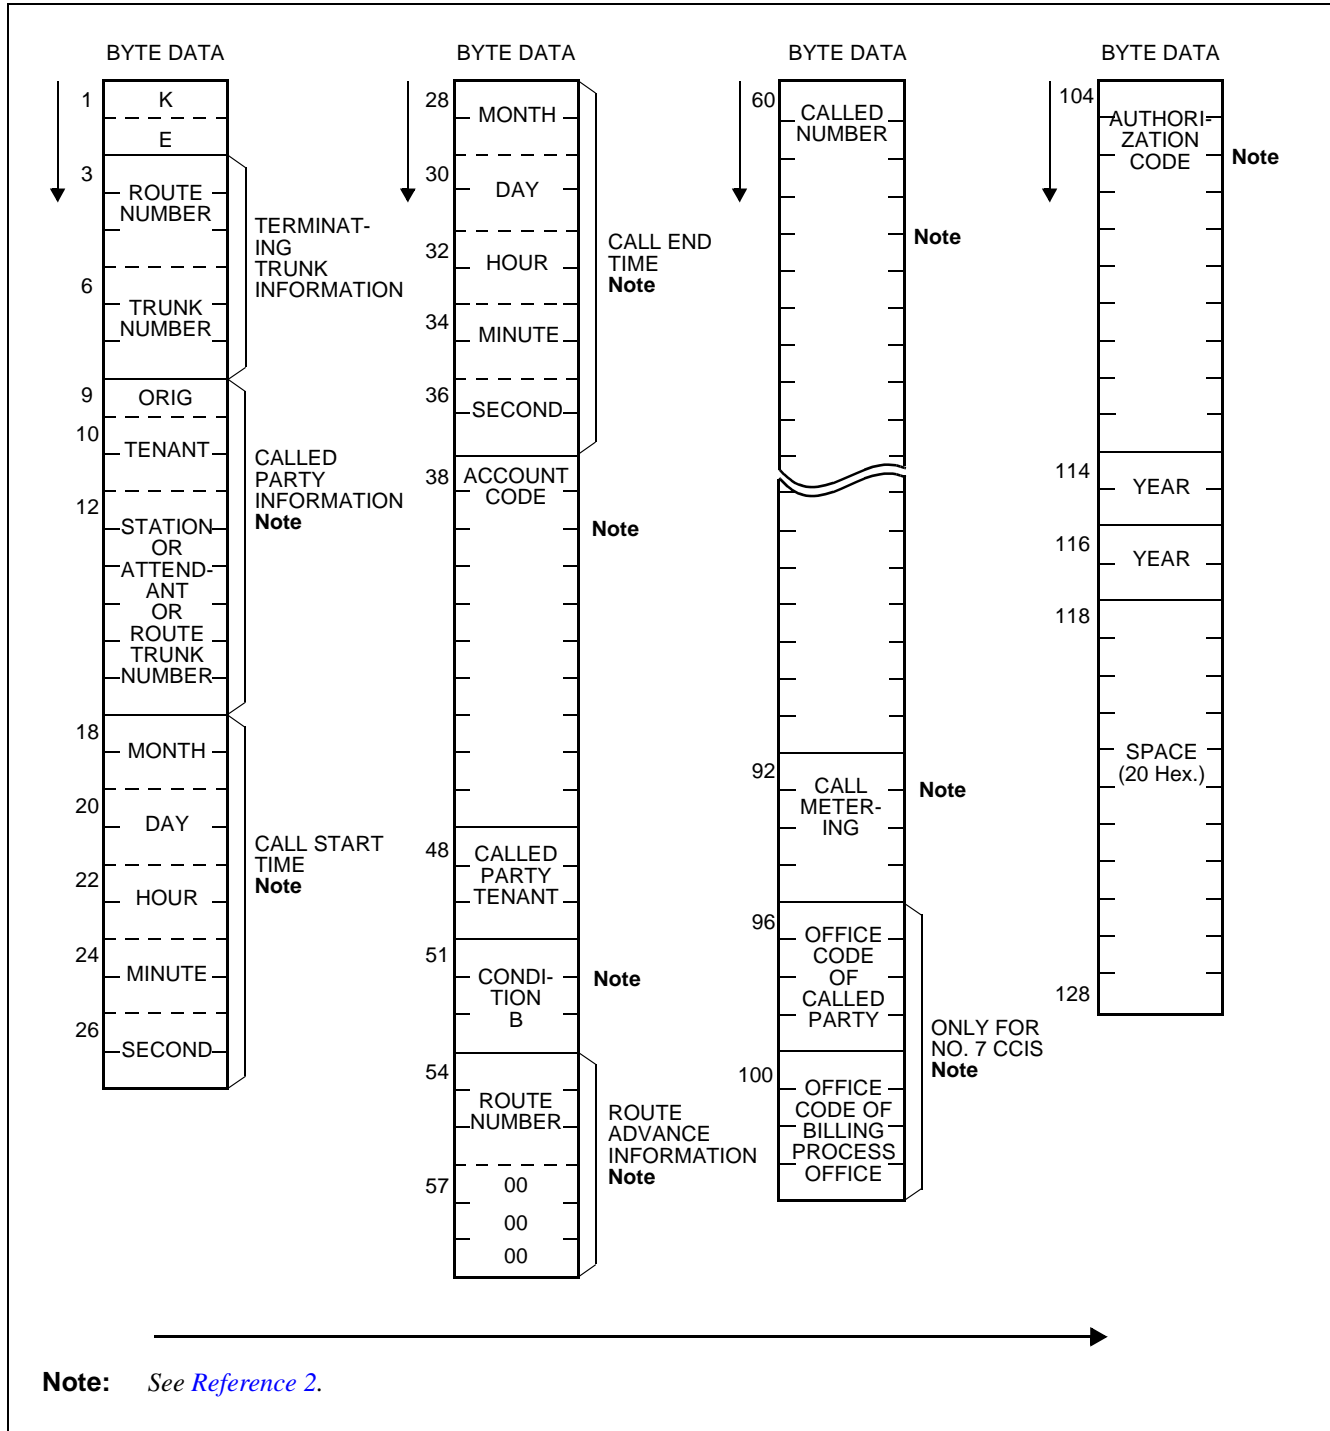 BYTE DATA
1
K
E
3
ROUTE
NUMBER
6
TRUNK
NUMBER
TERMINAT-
ING
TRUNK
INFORMATION
9
ORIG
10
TENANT
12
STATION
OR
ATTEND-
ANT
OR
ROUTE
TRUNK
NUMBER
CALLED
PARTY
INFORMATION
Note
18
MONTH
20
DAY
22
HOUR
24
MINUTE
26
SECOND
CALL START
TIME
Note
BYTE DATA
28
MONTH
30
DAY
32
HOUR
34
MINUTE
36
SECOND
CALL END
TIME
Note
38
ACCOUNT
CODE
Note
48
CALLED
PARTY
TENANT
51
CONDI-
TION
B
Note
54
ROUTE
NUMBER
57
00
00
00
ROUTE
ADVANCE
INFORMATION
Note
BYTE DATA
60
CALLED
NUMBER
Note
92
CALL
METER-
ING
Note
96
OFFICE
CODE
OF
CALLED
PARTY
100
OFFICE
CODE OF
BILLING
PROCESS
OFFICE
ONLY FOR
NO. 7 CCIS
Note
BYTE DATA
104
AUTHORI-
ZATION
CODE
Note
114
YEAR
116
YEAR
118
SPACE
(20 Hex.)
128
Note: See Reference 2.